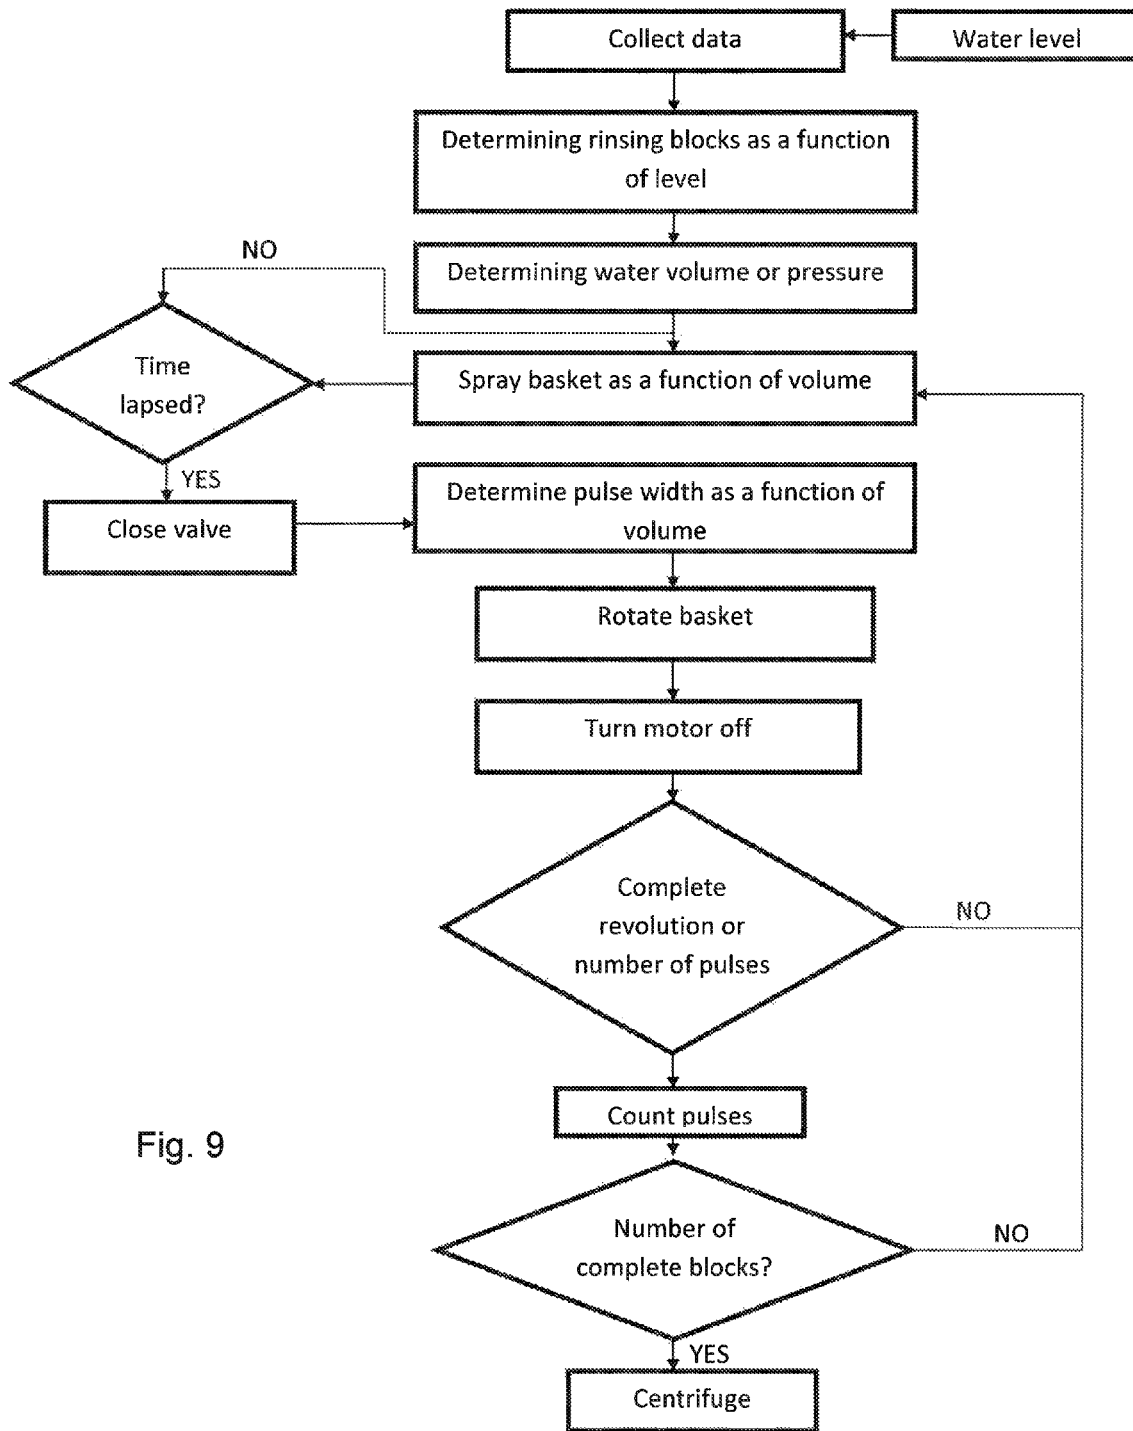 Collect data
Water level
Determining rinsing blocks as a function
of level
NO
Determining water volume or pressure
Time
lapsed?
Spray basket as a function of volume
YES
Close valve
Determine pulse width as a function of
volume
Rotate basket
Turn motor off
Complete
revolution or
number of pulses
NO
Count pulses
Fig. 9
Number of
complete blocks?
NO
YES
Centrifuge